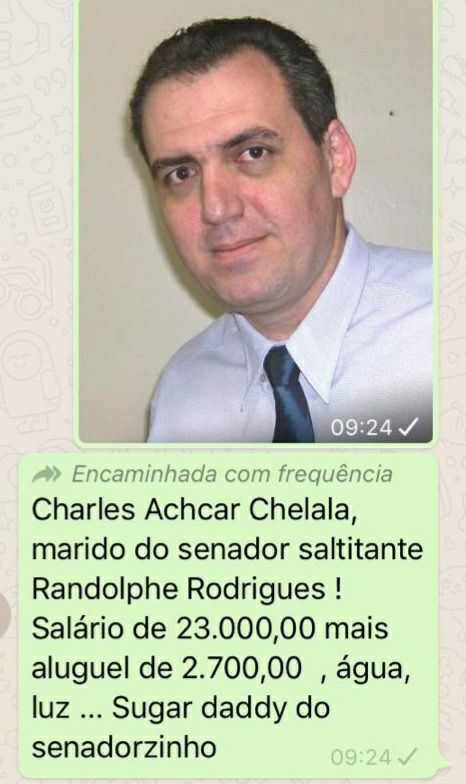 09:24
Encaminhada com frequência
Charles Achcar Chelala,
marido do senador saltitante
Randolphe Rodrigues !
Salário de 23.000,00 mais
aluguel de 2.700,00  , água,
luz ... Sugar daddy do
senadorzinho
09:24